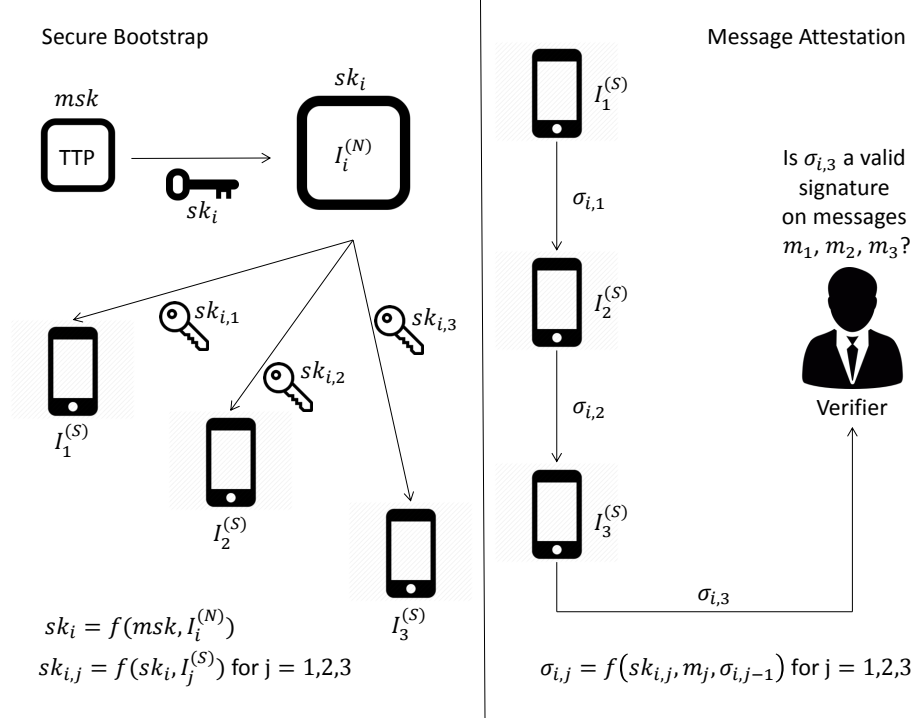 Secure Bootstrap
msk
TTP
sk_i
sk_i
I_i^{(N)}
sk_{i,1}
sk_{i,2}
sk_{i,3}
I_1^{(S)}
I_2^{(S)}
I_3^{(S)}
sk_i = f(msk, I_i^{(N)})
sk_{i,j} = f(sk_i, I_j^{(S)}) for j = 1,2,3
Message Attestation
I_1^{(S)}
σ_{i,1}
I_2^{(S)}
σ_{i,2}
I_3^{(S)}
σ_{i,3}
Is σ_{i,3} a valid
signature
on messages
m_1, m_2, m_3?
Verifier
σ_{i,j} = f(sk_{i,j}, m_j, σ_{i,j−1}) for j = 1,2,3